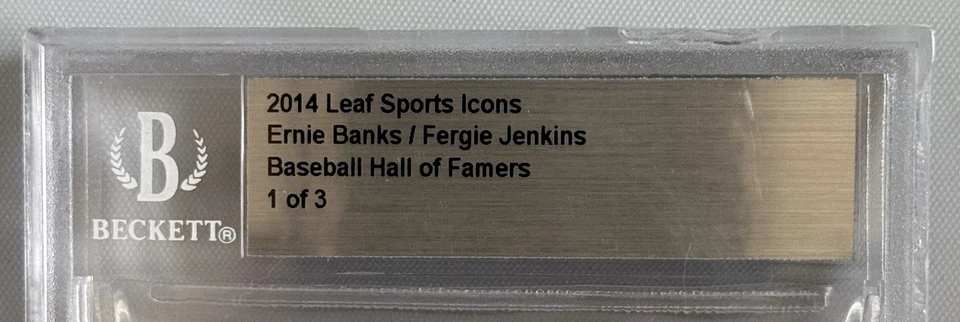 B
BECKETT®
2014 Leaf Sports Icons
Ernie Banks / Fergie Jenkins
Baseball Hall of Famers
1 of 3